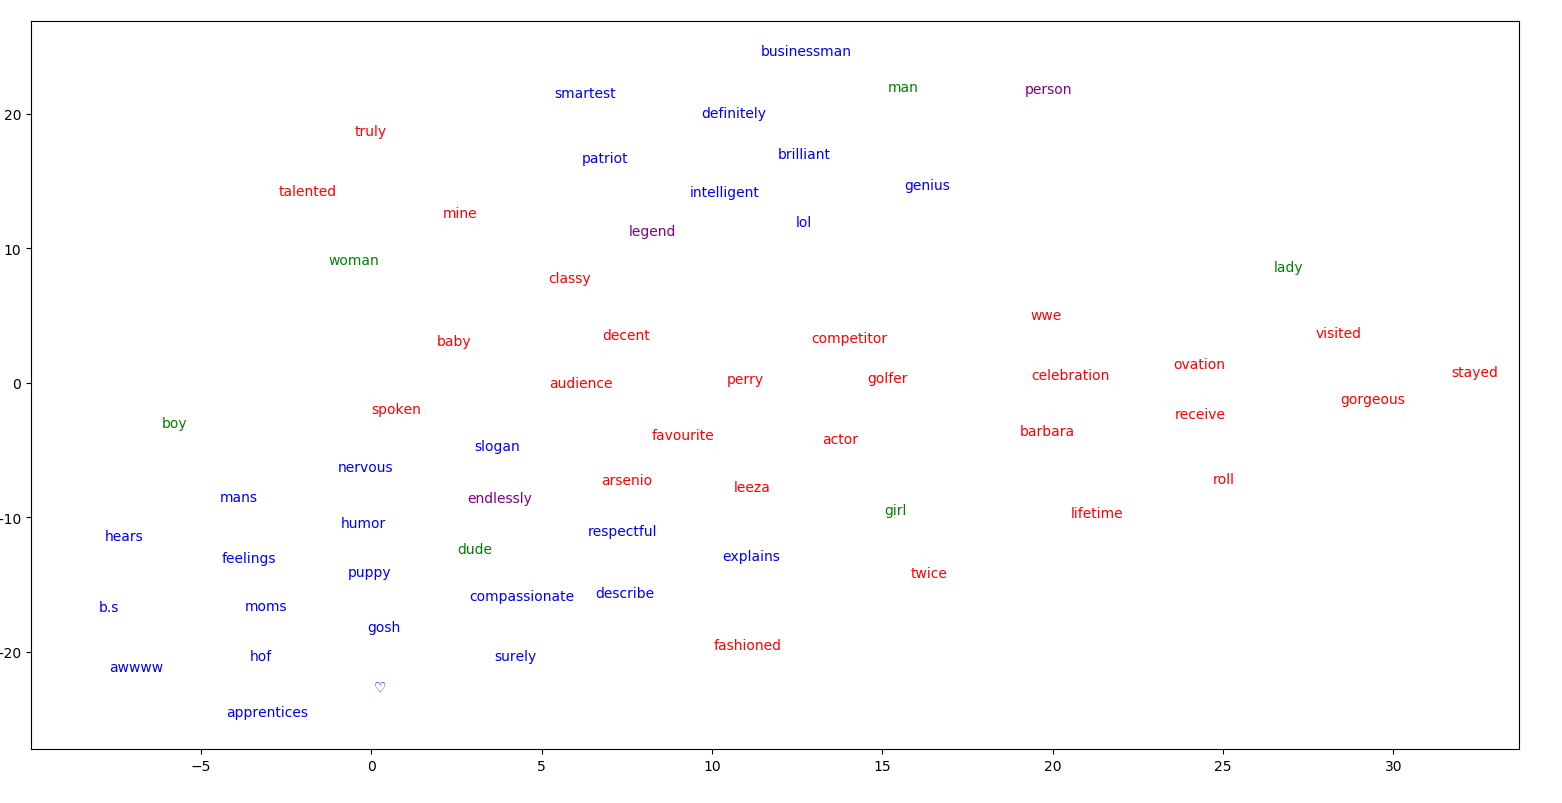 businessman
man
person
smartest
definitely
20
truly
brilliant
patriot
genius
talented
intelligent
mine
lol
legend
10
woman
lady
classy
wwe
visited
decent
competitor
baby
ovation
stayed
celebration
golfer
perry
0
audience
gorgeous
spoken
receive
boy
barbara
favourite
actor
slogan
nervous
roll
arsenio
leeza
mans
endlessly
girl
lifetime
-10
humor
respectful
hears
dude
explains
feelings
puppy
twice
describe
compassionate
moms
b.s
gosh
fashioned
-20
hof
surely
awwww
♡
apprentices
−5 0 5 10 15 20 25 30